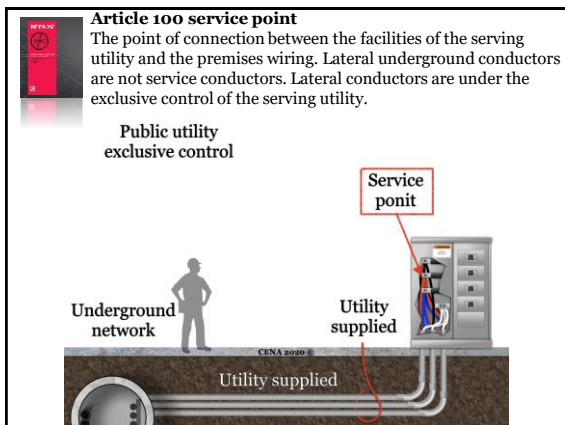 NFPA 70
Article 100 service point
The point of connection between the facilities of the serving
utility and the premises wiring. Lateral underground conductors
are not service conductors. Lateral conductors are under the
exclusive control of the serving utility.
Public utility
exclusive control
Service
ponit
Underground
network
Utility
supplied
CENA 2020 ©
Utility supplied